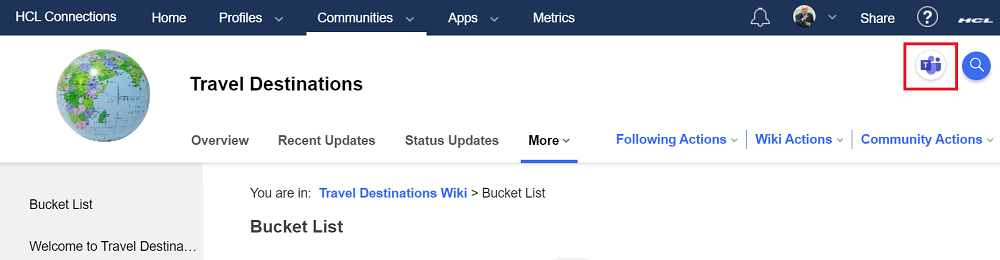 HCL Connections Home Profiles Communities Apps Metrics Share ? HCL
Travel Destinations
Overview Recent Updates Status Updates More Following Actions Wiki Actions Community Actions
You are in: Travel Destinations Wiki > Bucket List
Bucket List
Bucket List
Welcome to Travel Destina…